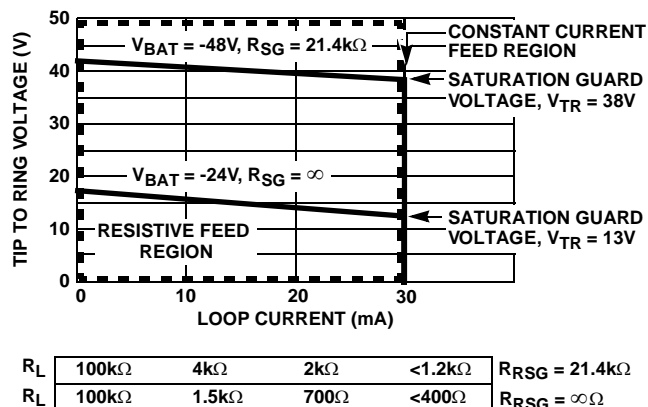 50
40
30
20
10
0
TIP TO RING VOLTAGE (V)
V_BAT = -48V, R_SG = 21.4kΩ
CONSTANT CURRENT
FEED REGION
SATURATION GUARD
VOLTAGE, V_TR = 38V
V_BAT = -24V, R_SG = ∞
RESISTIVE FEED
REGION
SATURATION GUARD
VOLTAGE, V_TR = 13V
0 10 20 30
LOOP CURRENT (mA)
R_L 100kΩ 4kΩ 2kΩ <1.2kΩ R_RSG = 21.4kΩ
R_L 100kΩ 1.5kΩ 700Ω <400Ω R_RSG = ∞Ω